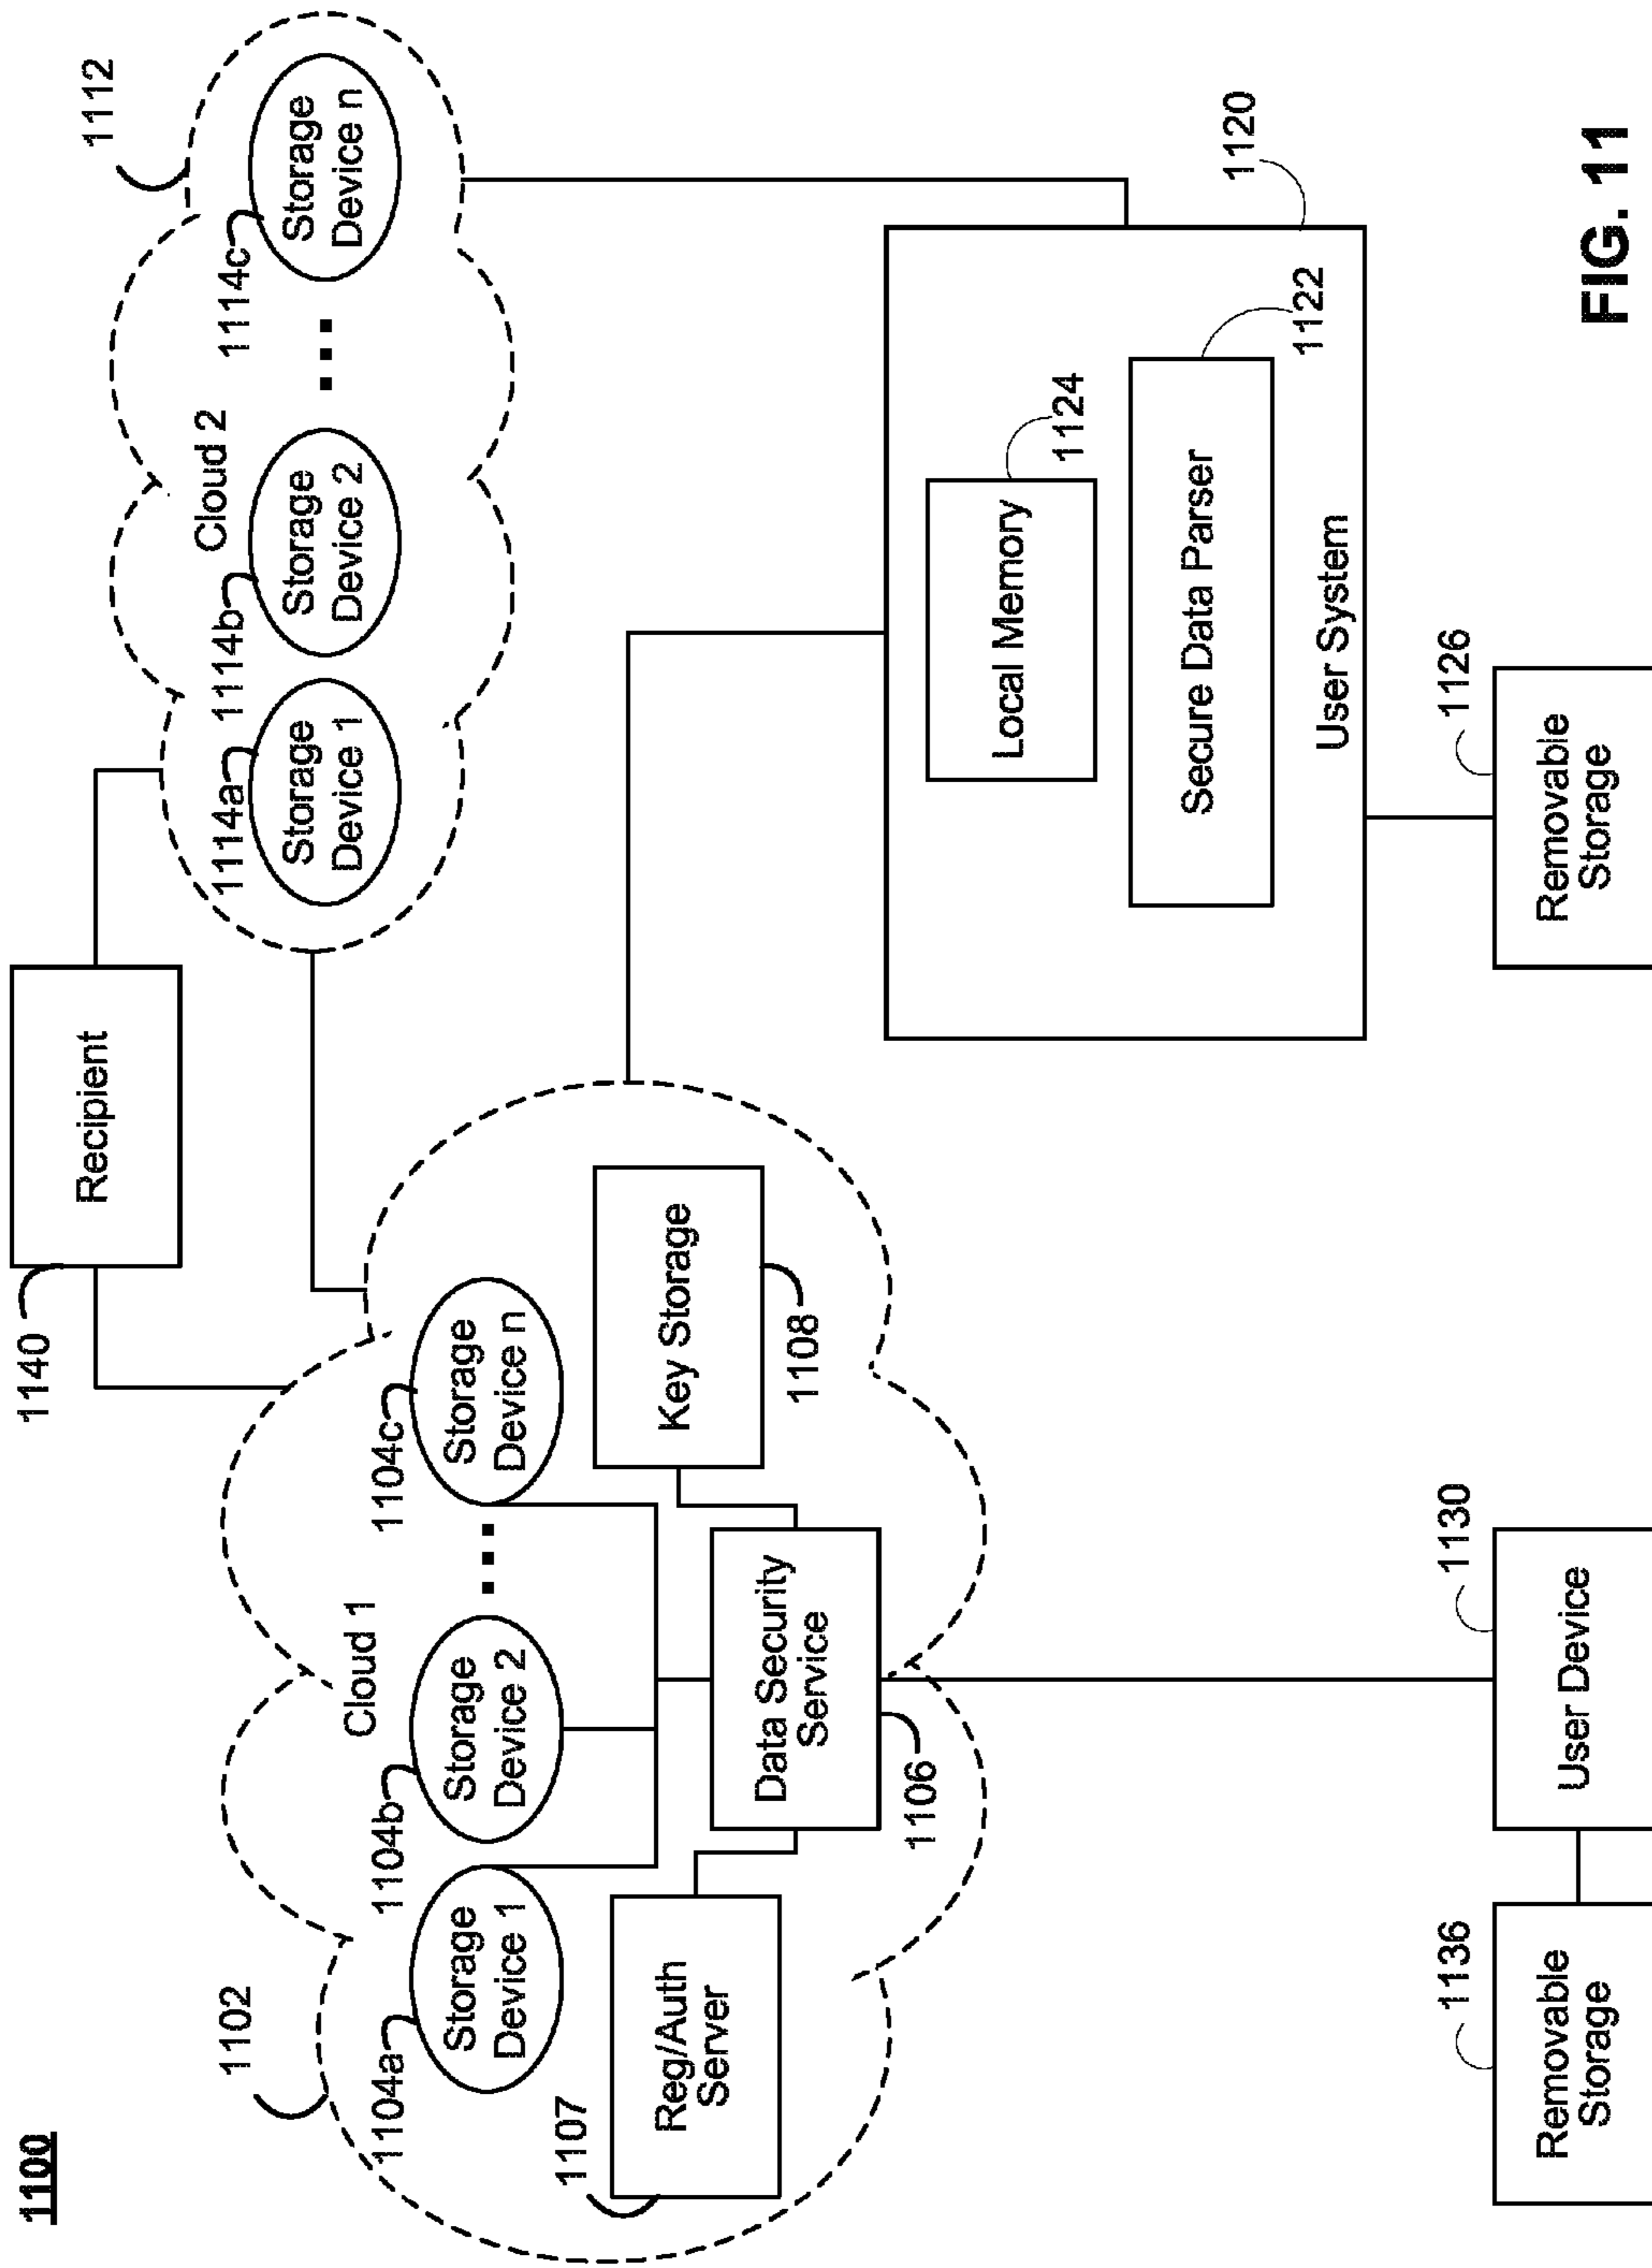 1100
1140
Recipient
1112
1102
Cloud 1
Cloud 2
1104a
Storage
Device 1
1104b
Storage
Device 2
...
1104c
Storage
Device n
1114a
Storage
Device 1
1114b
Storage
Device 2
...
1114c
Storage
Device n
1107
Reg/Auth
Server
Data Security
Service
1106
Key Storage
1108
1120
Local Memory
1124
Secure Data Parser
1122
User System
1136
Removable
Storage
1130
User Device
1126
Removable
Storage
FIG. 11